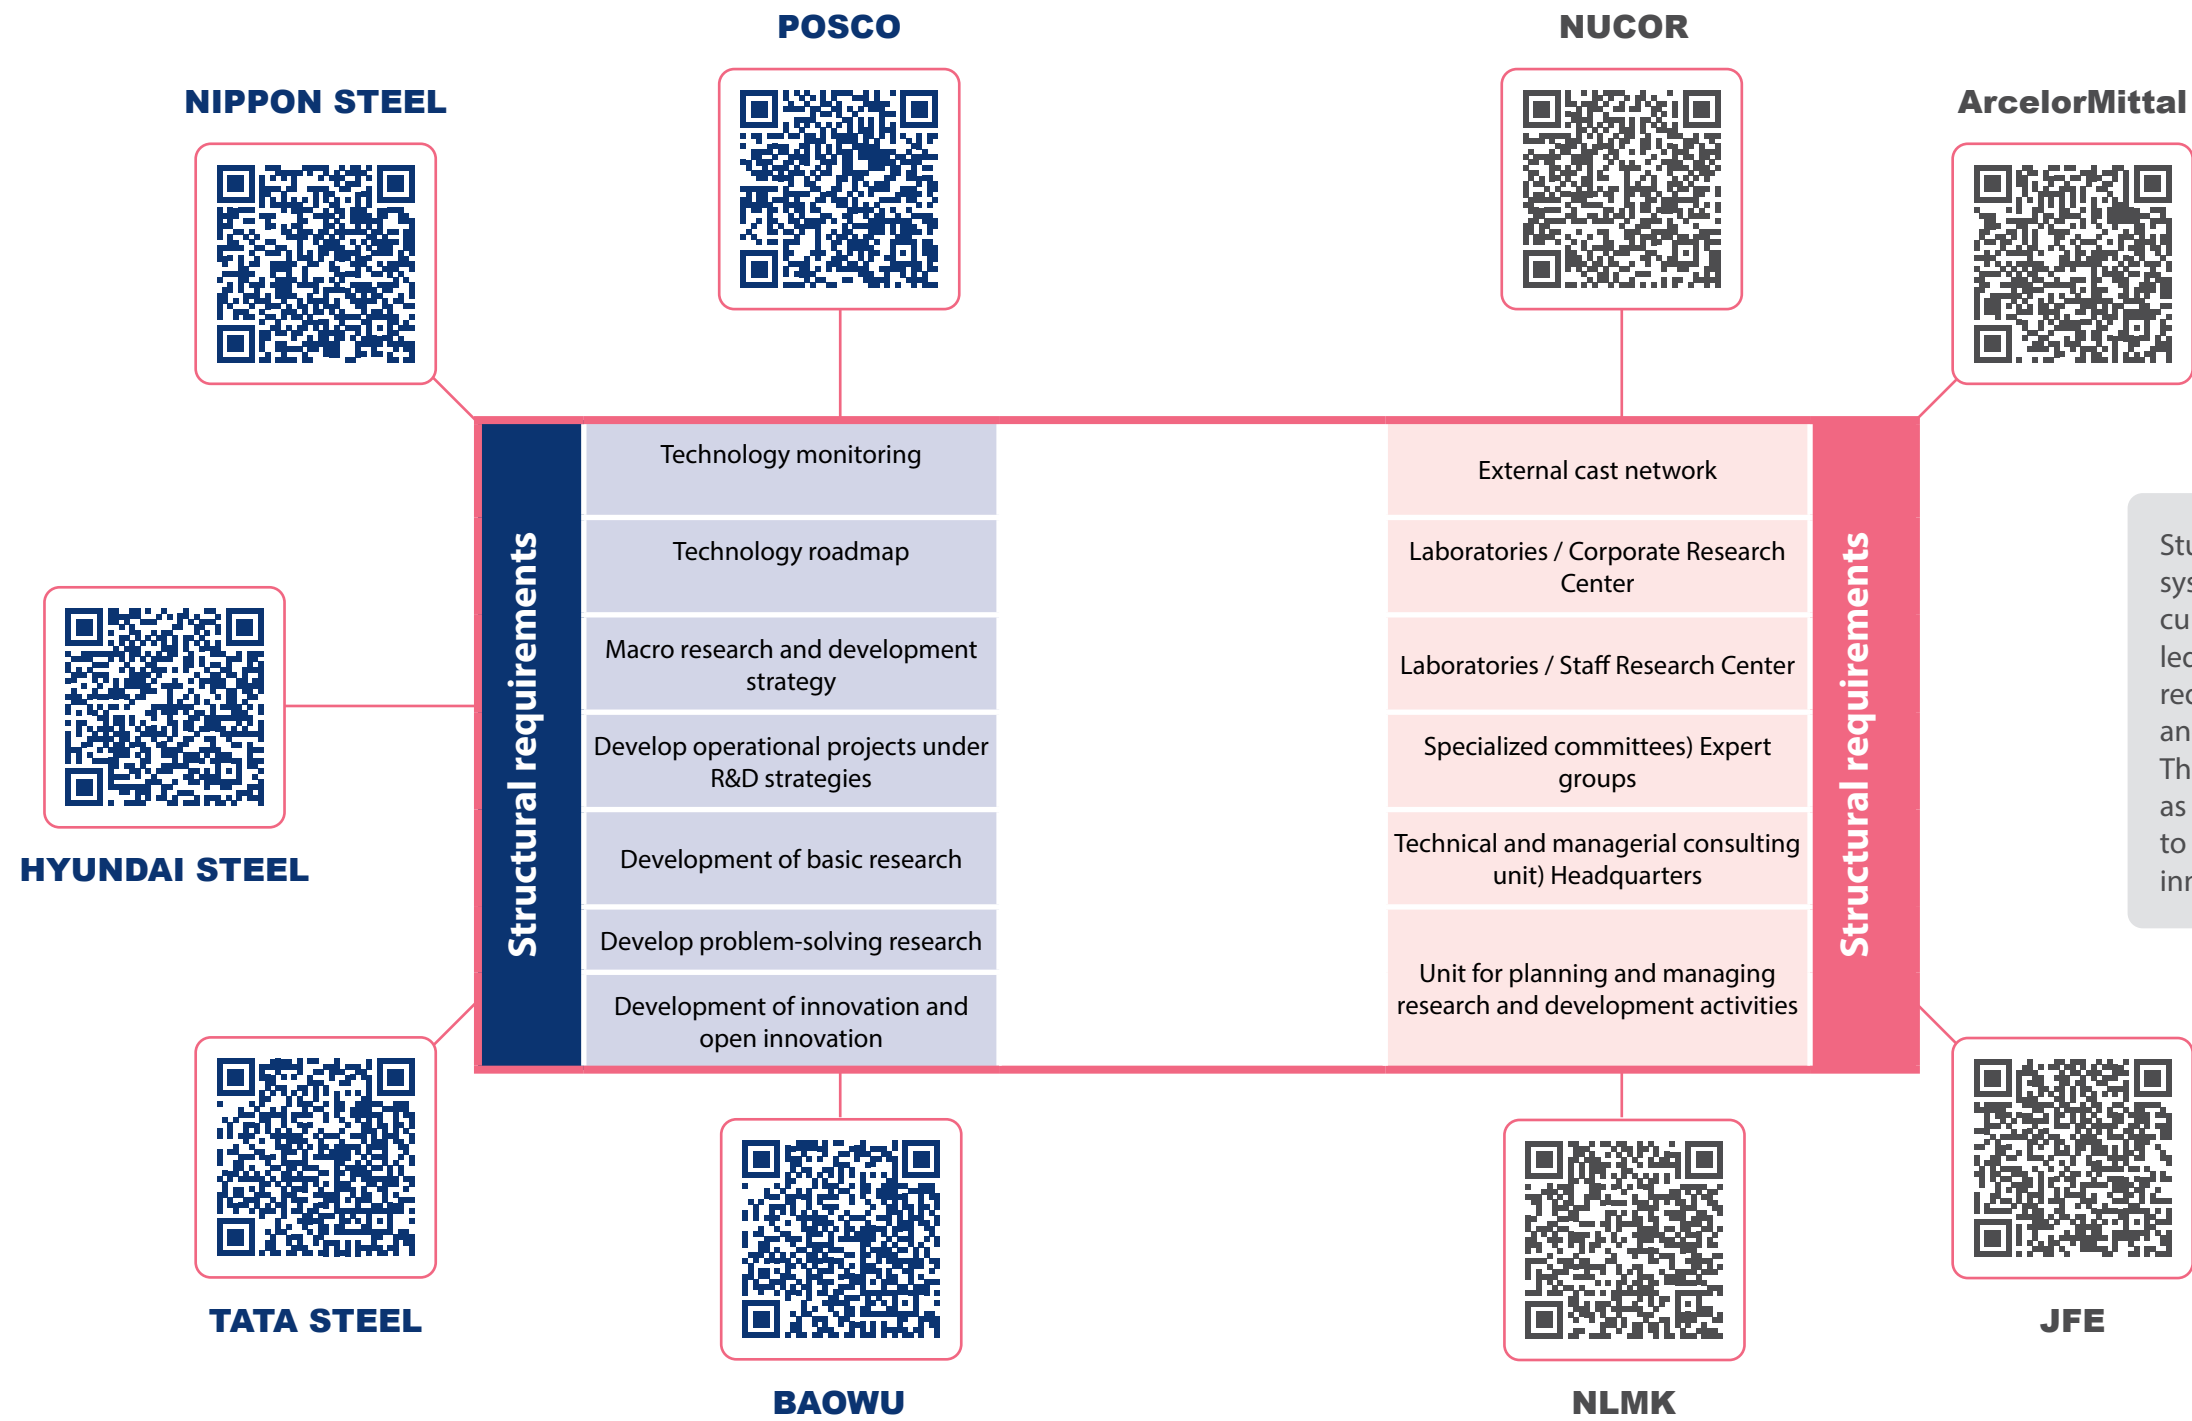 POSCO
NUCOR
NIPPON STEEL
ArcelorMittal
HYUNDAI STEEL
Structural requirements
Technology monitoring
Technology roadmap
Macro research and development
strategy
Develop operational projects under
R&D strategies
Development of basic research
Develop problem-solving research
Development of innovation and
open innovation
External cast network
Laboratories / Corporate Research
Center
Laboratories / Staff Research Center
Specialized committees) Expert
groups
Technical and managerial consulting
unit) Headquarters
Unit for planning and managing
research and development activities
Structural requirements
as
to
TATA STEEL
JFE
BAOWU
NLMK